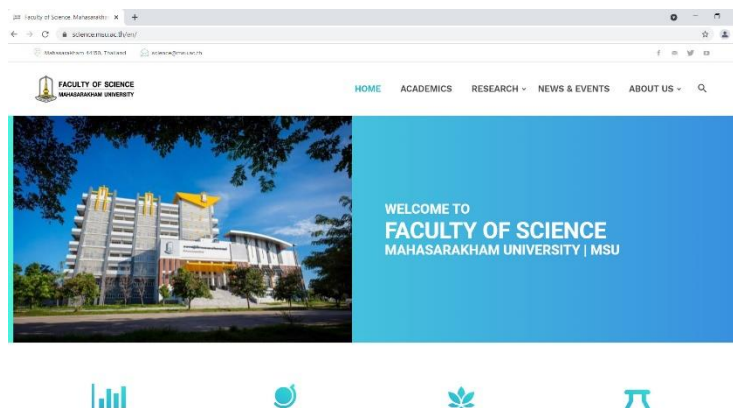 Faculty of Science, Mahasarakha
science.msu.ac.th/en/
Mahasarakham 44150, Thailand
science@msu.ac.th
FACULTY OF SCIENCE
MAHASARAKHAM UNIVERSITY
HOME ACADEMICS RESEARCH NEWS & EVENTS ABOUT US
WELCOME TO
FACULTY OF SCIENCE
MAHASARAKHAM UNIVERSITY | MSU